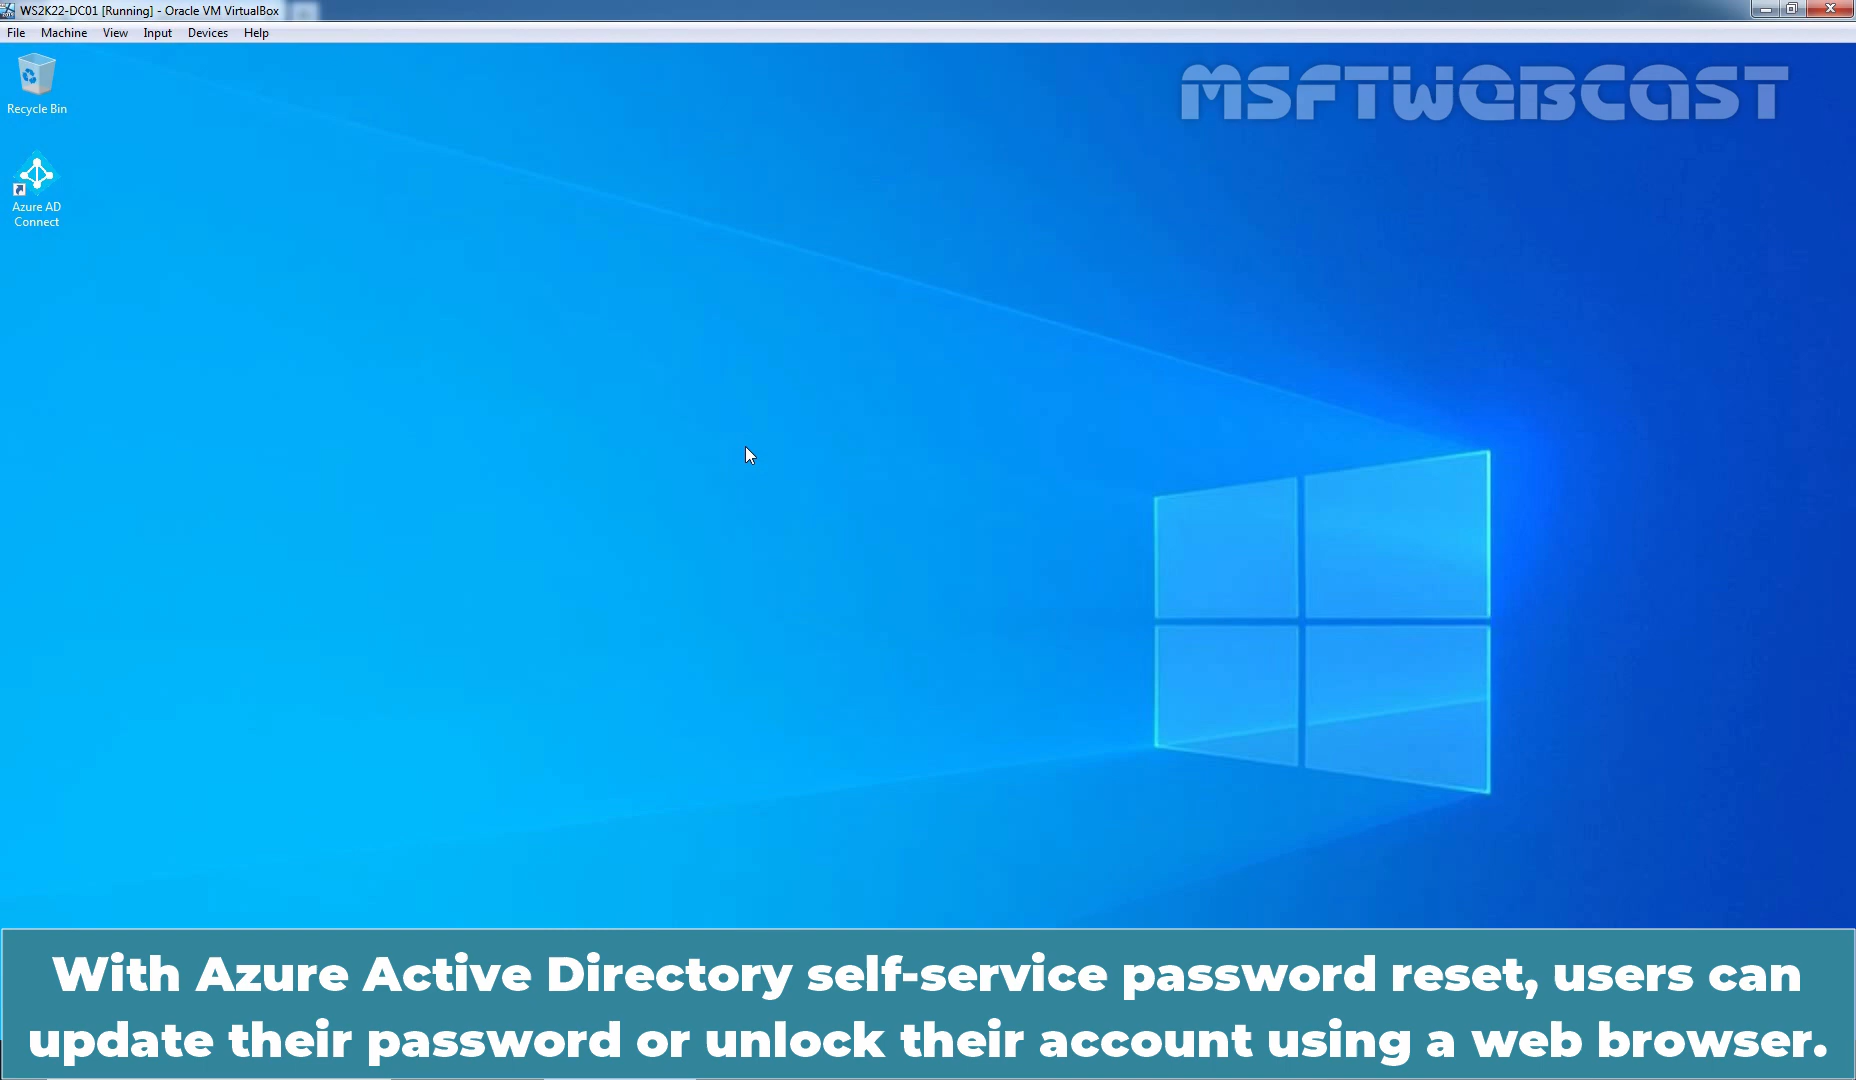 WS2K22-DC01 [Running] - Oracle VM VirtualBox
File Machine View Input Devices Help
MSFTWEBCAST
Recycle Bin
Azure AD
Connect
With Azure Active Directory self-service password reset, users can
update their password or unlock their account using a web browser.